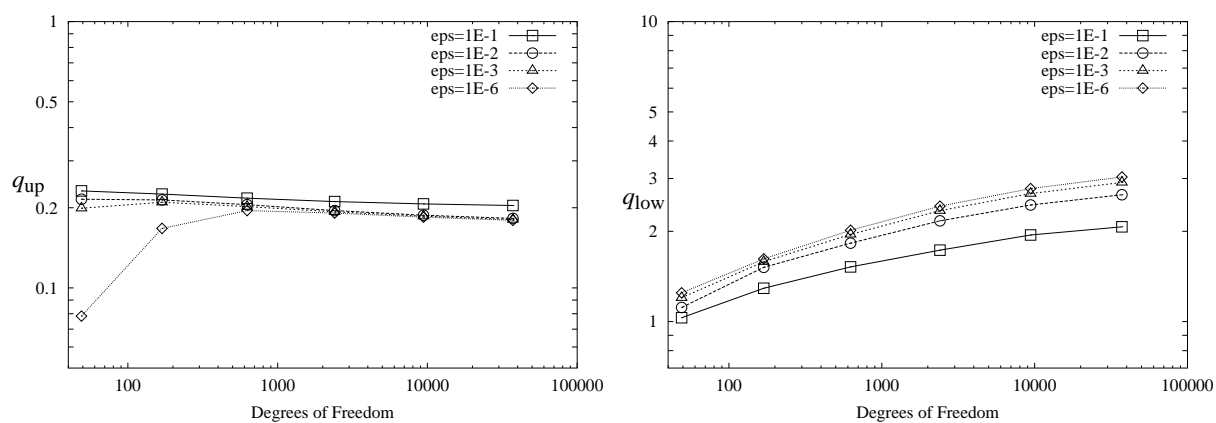 1
eps=1E-1
eps=1E-2
eps=1E-3
eps=1E-6
0.5
q_up
0.2
0.1
100 1000 10000 100000
Degrees of Freedom
10
eps=1E-1
eps=1E-2
eps=1E-3
eps=1E-6
5
4
3
q_low
2
1
100 1000 10000 100000
Degrees of Freedom